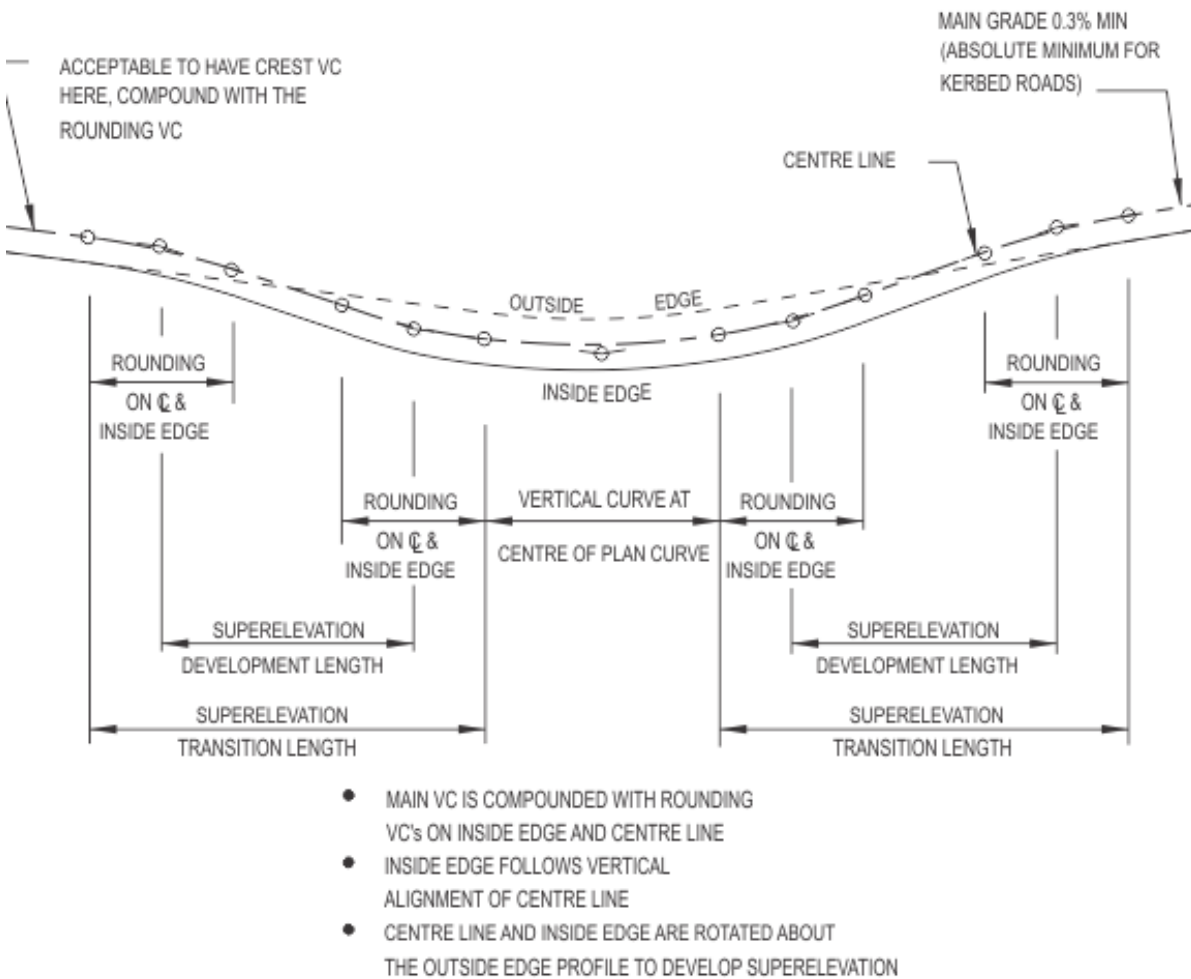 ACCEPTABLE TO HAVE CREST VC
HERE, COMPOUND WITH THE
ROUNDING VC
MAIN GRADE 0.3% MIN
(ABSOLUTE MINIMUM FOR
KERBED ROADS)
CENTRE LINE
OUTSIDE EDGE
INSIDE EDGE
ROUNDING
ON ℄ &
INSIDE EDGE
ROUNDING
ON ℄ &
INSIDE EDGE
ROUNDING
ON ℄ &
INSIDE EDGE
VERTICAL CURVE AT
CENTRE OF PLAN CURVE
ROUNDING
ON ℄ &
INSIDE EDGE
SUPERELEVATION
DEVELOPMENT LENGTH
SUPERELEVATION
DEVELOPMENT LENGTH
SUPERELEVATION
TRANSITION LENGTH
SUPERELEVATION
TRANSITION LENGTH
● MAIN VC IS COMPOUNDED WITH ROUNDING
VC's ON INSIDE EDGE AND CENTRE LINE
● INSIDE EDGE FOLLOWS VERTICAL
ALIGNMENT OF CENTRE LINE
● CENTRE LINE AND INSIDE EDGE ARE ROTATED ABOUT
THE OUTSIDE EDGE PROFILE TO DEVELOP SUPERELEVATION